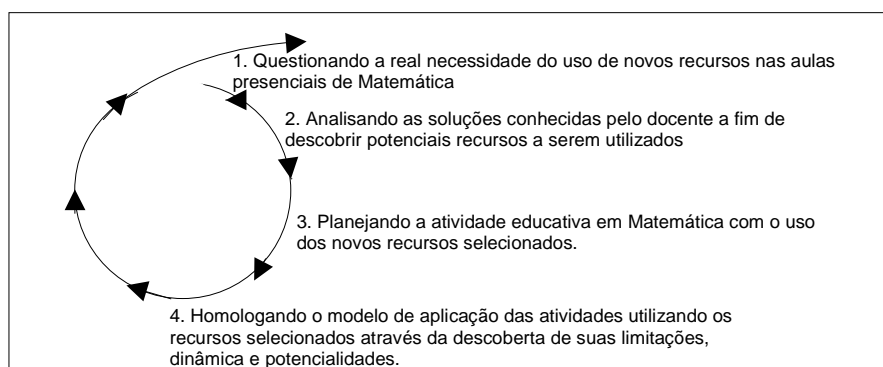 1. Questionando a real necessidade do uso de novos recursos nas aulas
presenciais de Matemática
2. Analisando as soluções conhecidas pelo docente a fim de
descobrir potenciais recursos a serem utilizados
3. Planejando a atividade educativa em Matemática com o uso
dos novos recursos selecionados.
4. Homologando o modelo de aplicação das atividades utilizando os
recursos selecionados através da descoberta de suas limitações,
dinâmica e potencialidades.